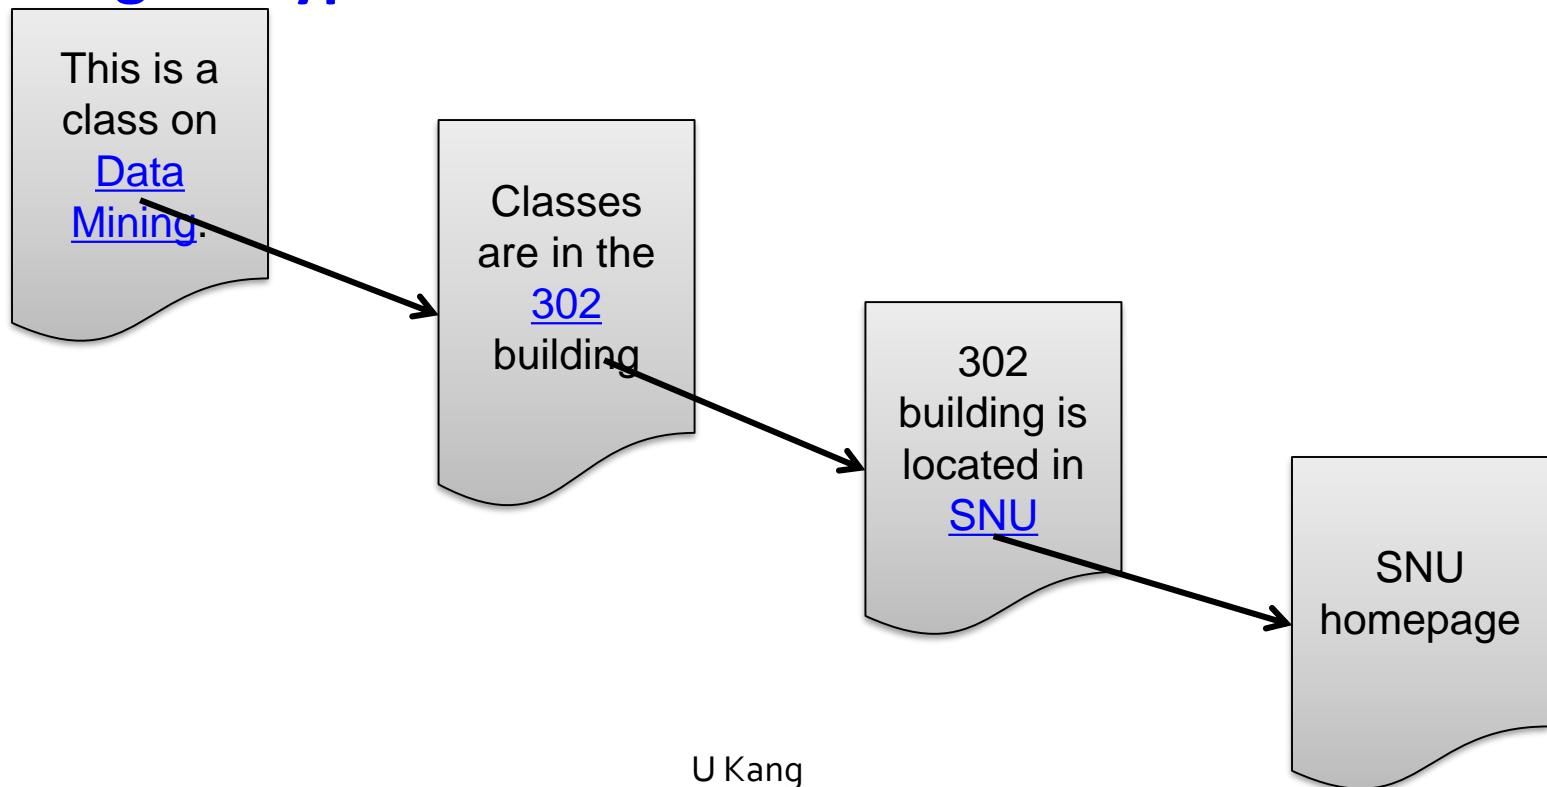 This is a
class on
Data
Mining.
Classes
are in the
302
building
302
building is
located in
SNU
SNU
homepage
U Kang